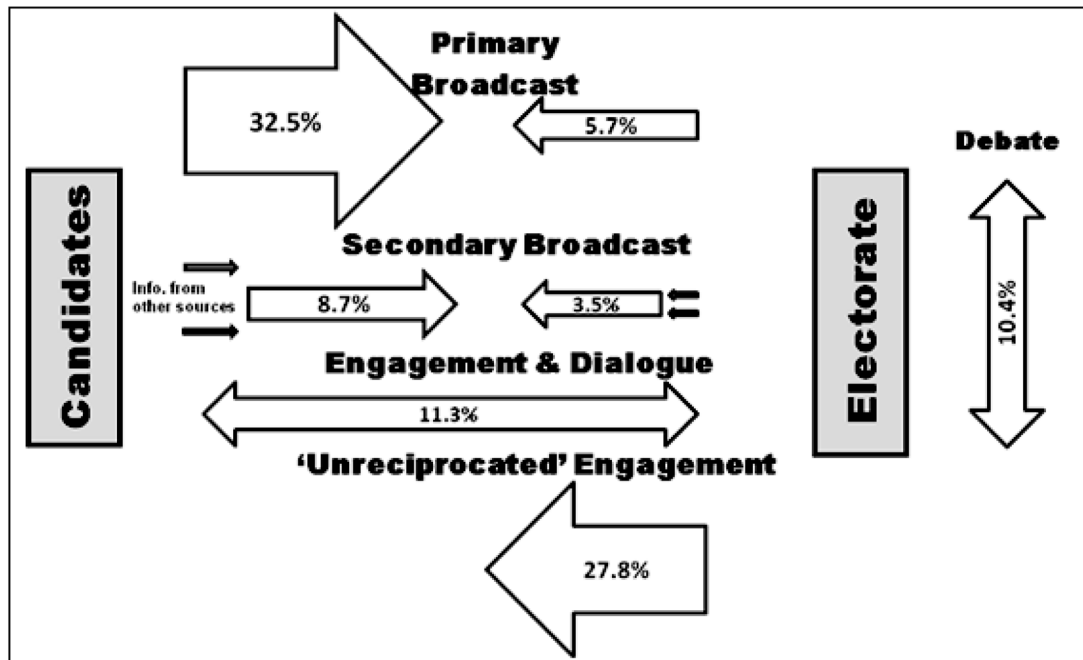 Primary
Broadcast
32.5%
5.7%
Debate
Candidates
Electorate
Secondary Broadcast
Info. from
other sources
8.7%
3.5%
10.4%
Engagement & Dialogue
11.3%
‘Unreciprocated’ Engagement
27.8%